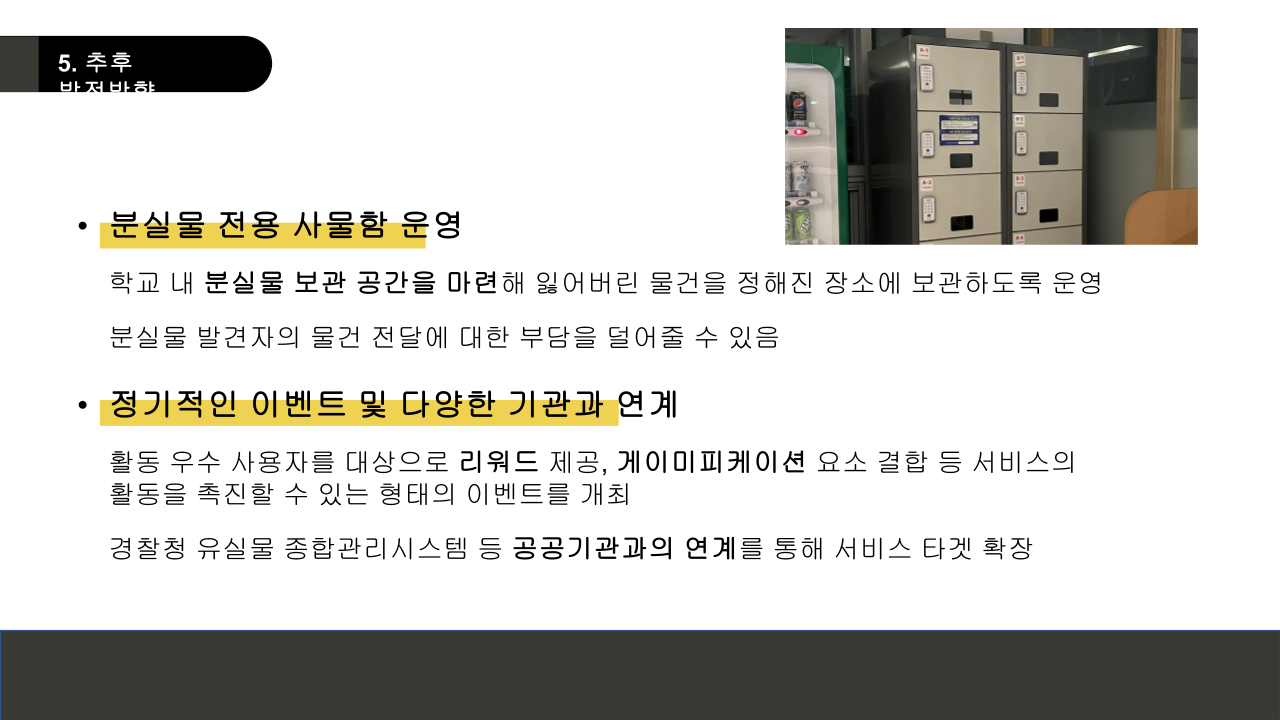 5. 추후
발전방향
• 분실물 전용 사물함 운영
학교 내 분실물 보관 공간을 마련해 잃어버린 물건을 정해진 장소에 보관하도록 운영
분실물 발견자의 물건 전달에 대한 부담을 덜어줄 수 있음
• 정기적인 이벤트 및 다양한 기관과 연계
활동 우수 사용자를 대상으로 리워드 제공, 게이미피케이션 요소 결합 등 서비스의
활동을 촉진할 수 있는 형태의 이벤트를 개최
경찰청 유실물 종합관리시스템 등 공공기관과의 연계를 통해 서비스 타겟 확장
A-1
A-3